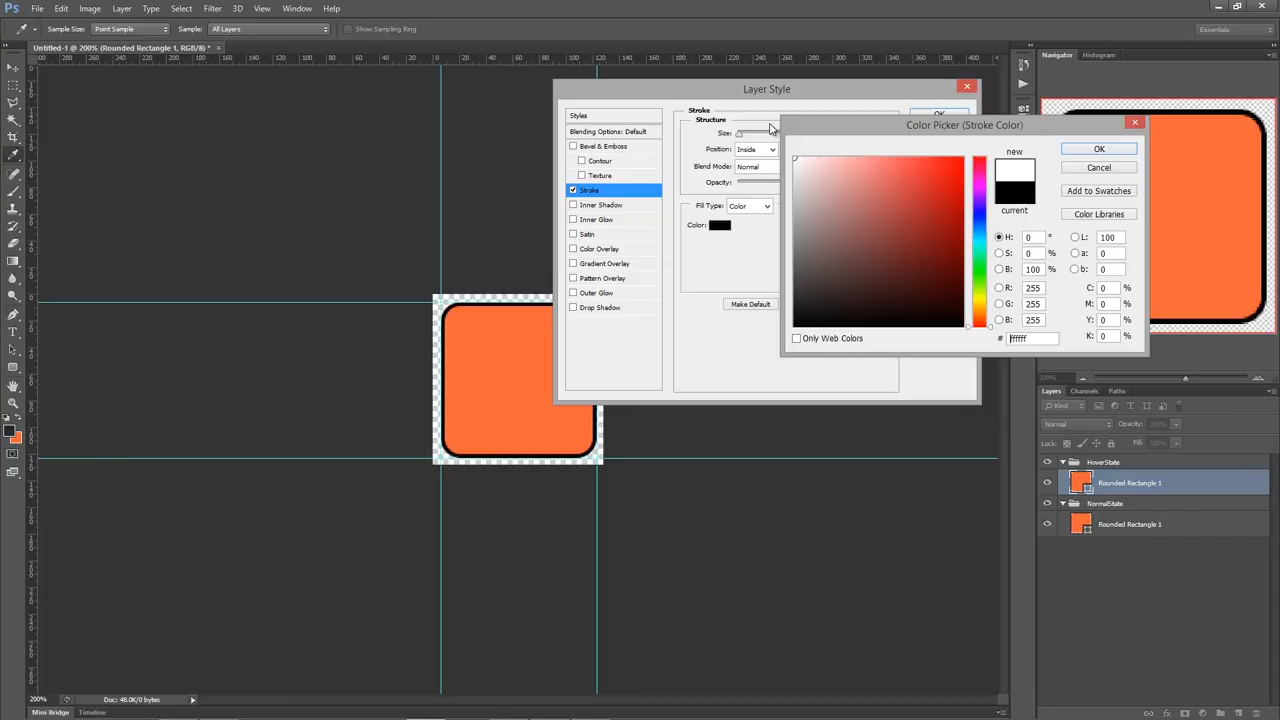 Ps File Edit Image Layer Type Select Filter 3D View Window Help
Sample Size: Point Sample Sample: All Layers Show Sampling Ring Essentials
Untitled-1 @ 200% (Rounded Rectangle 1, RGB/8) * ×
Navigator Histogram
Layer Style
Styles
Blending Options: Default
Bevel & Emboss
Contour
Texture
Stroke
Inner Shadow
Inner Glow
Satin
Color Overlay
Gradient Overlay
Pattern Overlay
Outer Glow
Drop Shadow
Stroke
Structure
Size:
Position: Inside
Blend Mode: Normal
Opacity:
Fill Type: Color
Color:
Make Default
OK
Color Picker (Stroke Color)
new
current
OK
Cancel
Add to Swatches
Color Libraries
H: 0 ° L: 100
S: 0 % a: 0
B: 100 % b: 0
R: 255 C: 0 %
G: 255 M: 0 %
B: 255 Y: 0 %
# ffffff K: 0 %
Only Web Colors
Layers Channels Paths
Kind
Normal Opacity: 100%
Lock: Fill: 100%
HoverState
Rounded Rectangle 1
NormalState
Rounded Rectangle 1
200% Doc: 48.0K/0 bytes
Mini Bridge Timeline